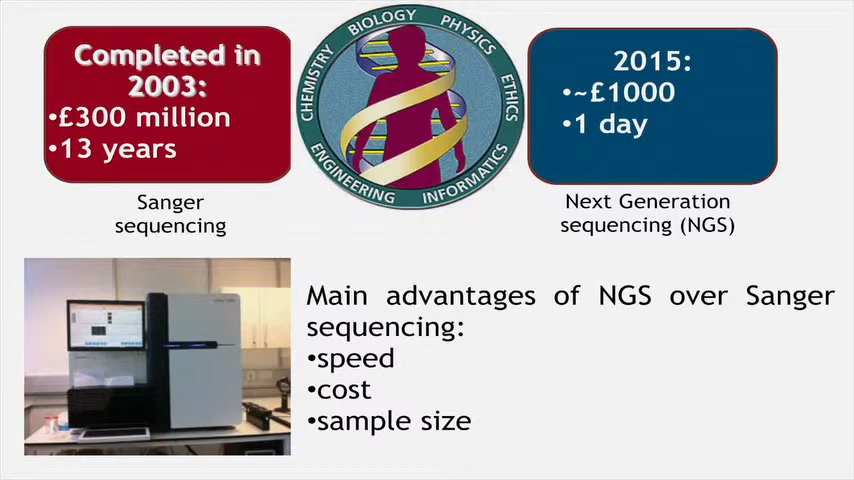 Completed in
2003:
•£300 million
•13 years
CHEMISTRY BIOLOGY PHYSICS ETHICS
ENGINEERING INFORMATICS
2015:
•~£1000
•1 day
Sanger
sequencing
Next Generation
sequencing (NGS)
Main advantages of NGS over Sanger
sequencing:
•speed
•cost
•sample size